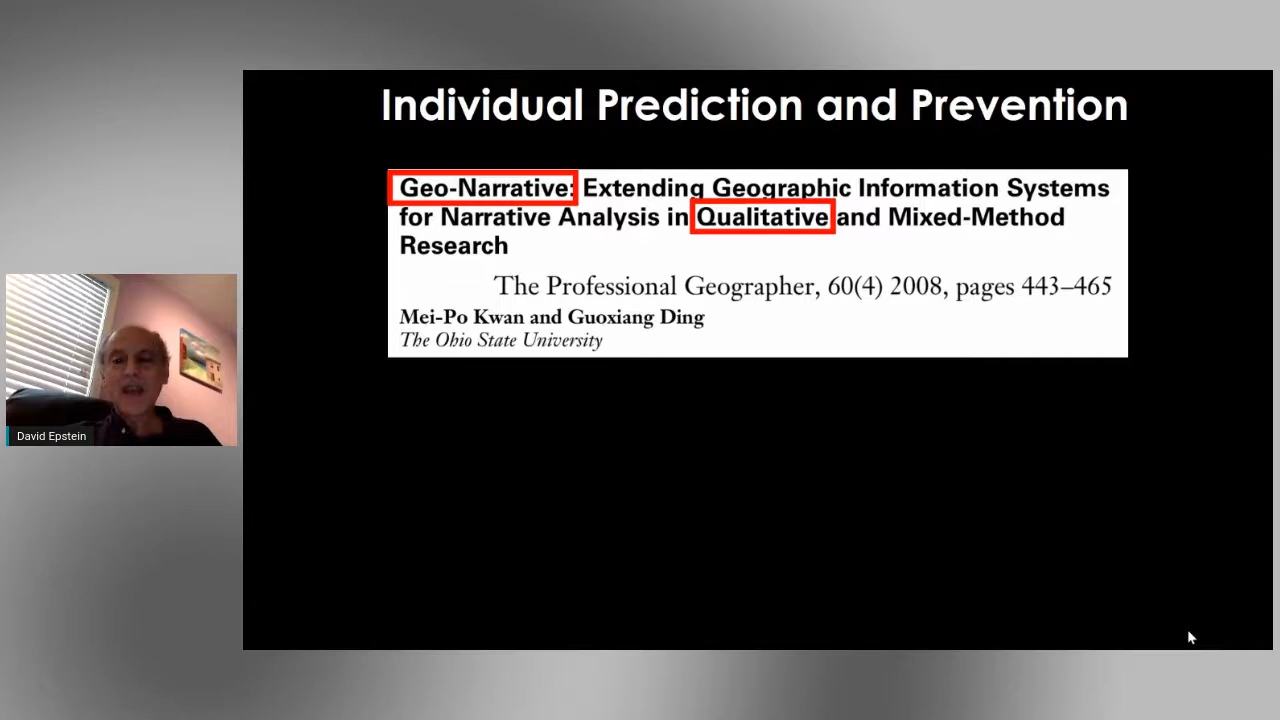 Individual Prediction and Prevention
Geo-Narrative: Extending Geographic Information Systems
for Narrative Analysis in Qualitative and Mixed-Method
Research
The Professional Geographer, 60(4) 2008, pages 443–465
Mei-Po Kwan and Guoxiang Ding
The Ohio State University
David Epstein